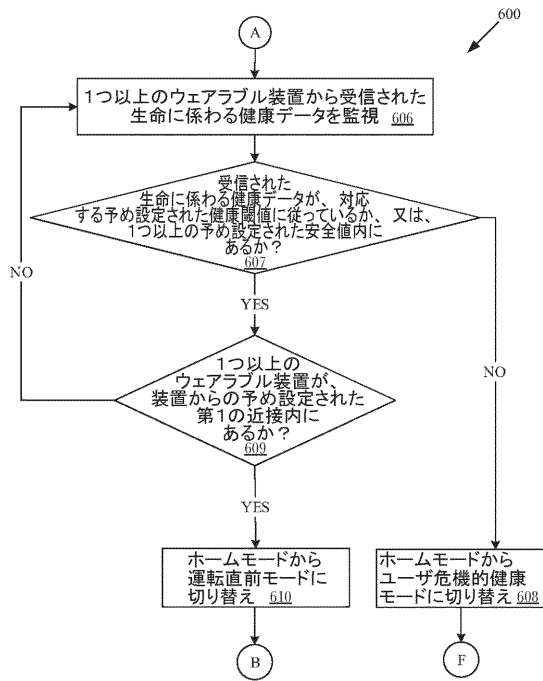 600
A
1つ以上のウェアラブル装置から受信された
生命に係わる健康データを監視 606
受信された
生命に係わる健康データが、対応
する予め設定された健康閾値に従っているか、又は、
1つ以上の予め設定された安全値内に
あるか？
607
NO
YES
NO
1つ以上の
ウェアラブル装置が、
装置からの予め設定された
第1の近接内に
あるか？
609
YES
ホームモードから
運転直前モードに
切り替え 610
ホームモードから
ユーザ危機的健康
モードに切り替え 608
B
F